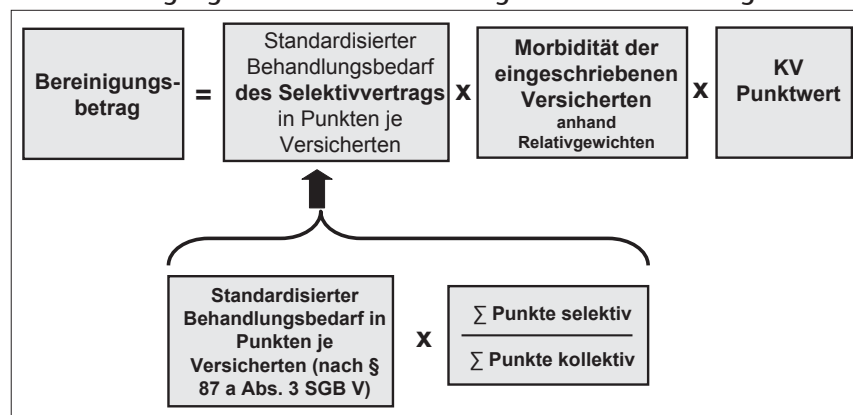 Bereinigungs-
betrag
=
Standardisierter
Behandlungsbedarf
des Selektivvertrags
in Punkten je
Versicherten
x
Morbidität der
eingeschriebenen
Versicherten
anhand
Relativgewichten
x
KV
Punktwert
Standardisierter
Behandlungsbedarf in
Punkten je
Versicherten (nach §
87 a Abs. 3 SGB V)
x
∑ Punkte selektiv
∑ Punkte kollektiv